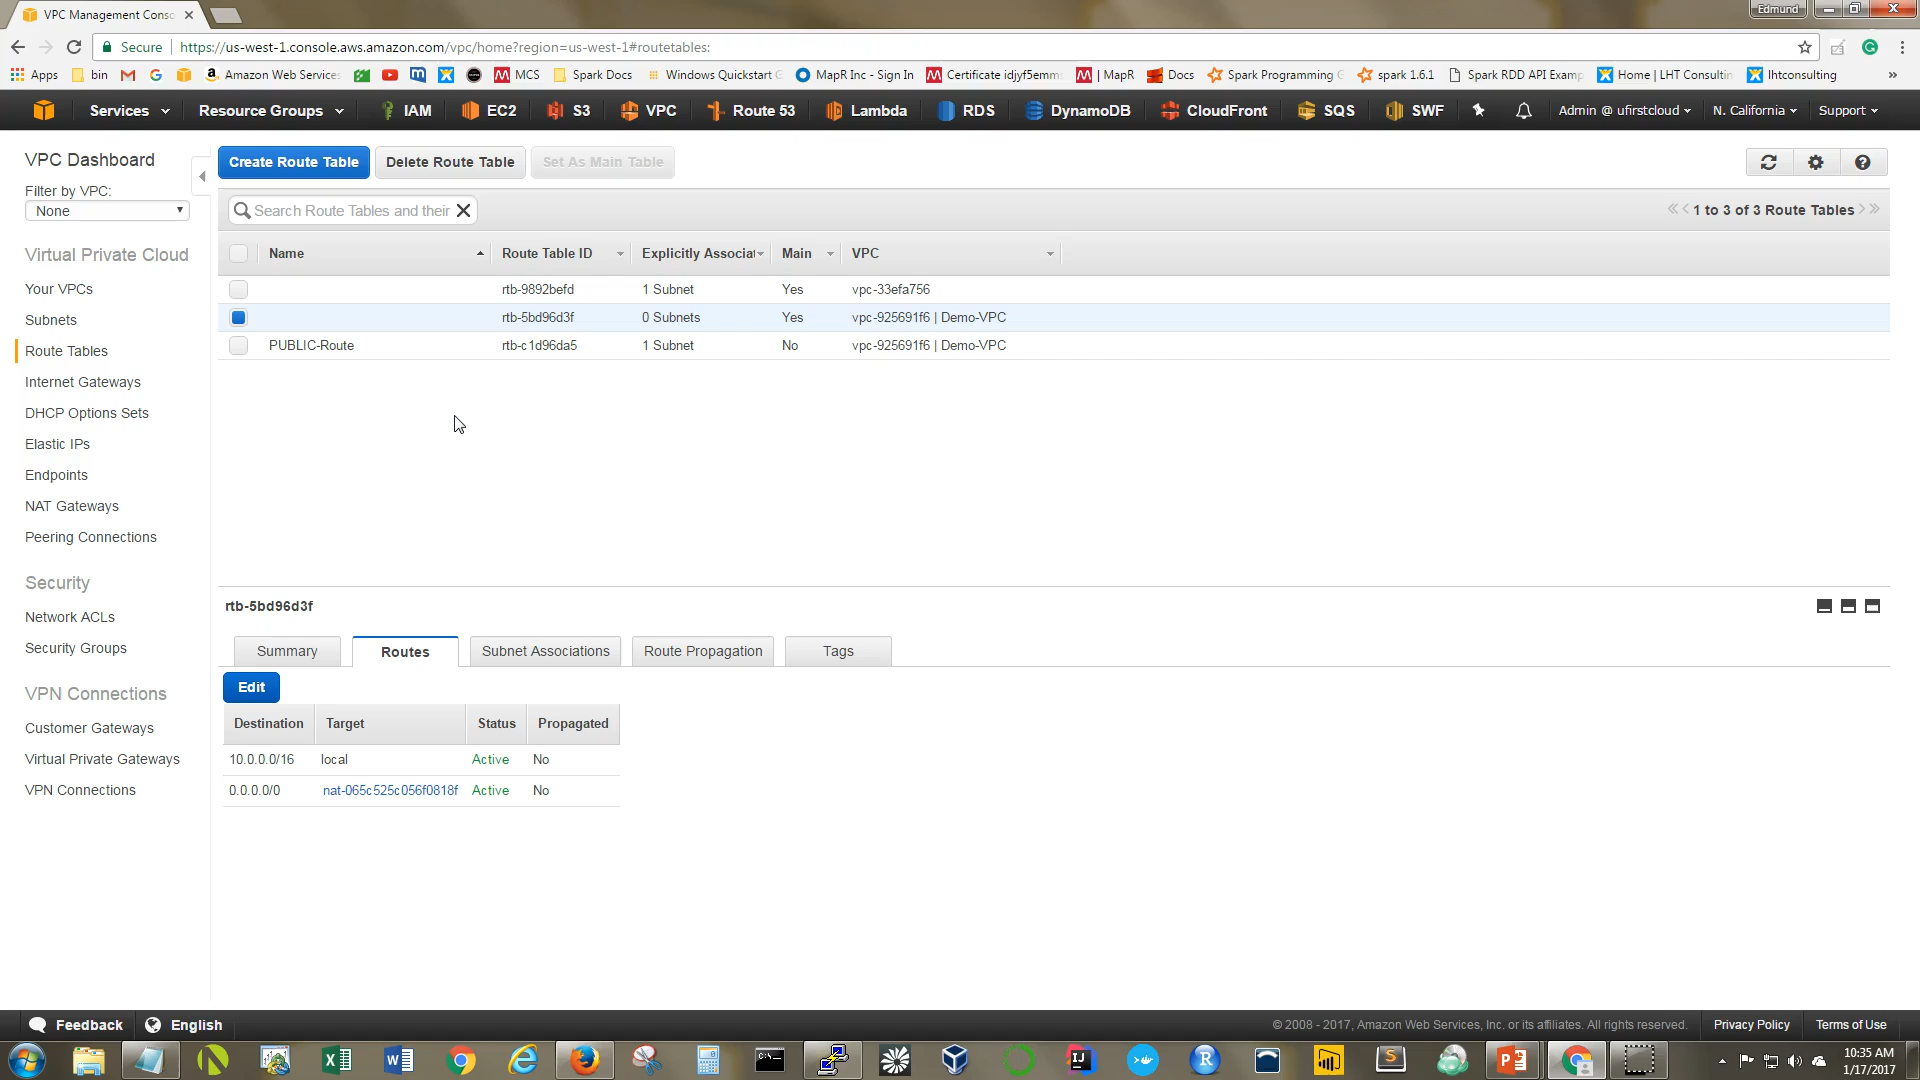 VPC Management Conso
Edmund
Secure https://us-west-1.console.aws.amazon.com/vpc/home?region=us-west-1#routetables:
Apps bin Amazon Web Services MCS Spark Docs Windows Quickstart G MapR Inc - Sign In Certificate idjyf5emms | MapR Docs Spark Programming G spark 1.6.1 Spark RDD API Examp Home | LHT Consultin lhtconsulting »
Services Resource Groups IAM EC2 S3 VPC Route 53 Lambda RDS DynamoDB CloudFront SQS SWF Admin @ ufirstcloud N. California Support
VPC Dashboard
Filter by VPC:
None
Virtual Private Cloud
Your VPCs
Subnets
Route Tables
Internet Gateways
DHCP Options Sets
Elastic IPs
Endpoints
NAT Gateways
Peering Connections
Security
Network ACLs
Security Groups
VPN Connections
Customer Gateways
Virtual Private Gateways
VPN Connections
Create Route Table Delete Route Table Set As Main Table
Search Route Tables and their 1 to 3 of 3 Route Tables
Name Route Table ID Explicitly Associat Main VPC
rtb-9892befd 1 Subnet Yes vpc-33efa756
rtb-5bd96d3f 0 Subnets Yes vpc-925691f6 | Demo-VPC
PUBLIC-Route rtb-c1d96da5 1 Subnet No vpc-925691f6 | Demo-VPC
rtb-5bd96d3f
Summary Routes Subnet Associations Route Propagation Tags
Edit
Destination Target Status Propagated
10.0.0.0/16 local Active No
0.0.0.0/0 nat-065c525c056f0818f Active No
Feedback English © 2008 - 2017, Amazon Web Services, Inc. or its affiliates. All rights reserved. Privacy Policy Terms of Use
10:35 AM
1/17/2017